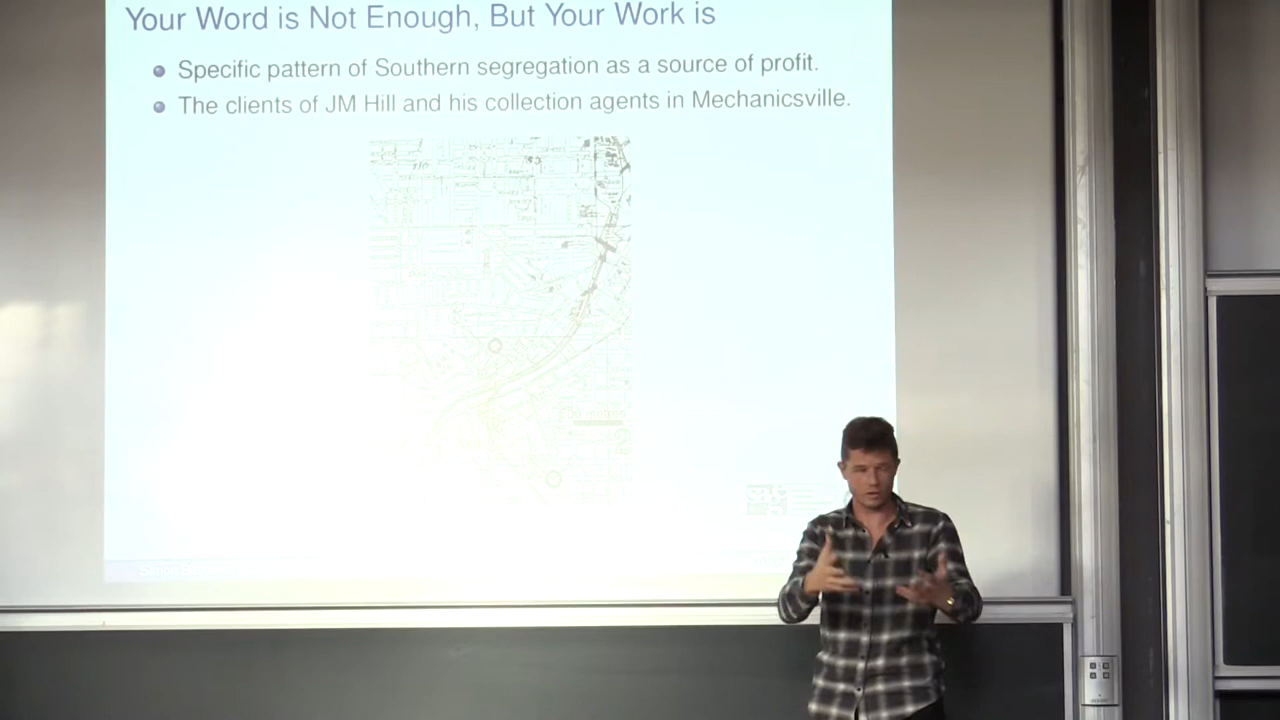 Your Word is Not Enough, But Your Work is
Specific pattern of Southern segregation as a source of profit.
The clients of JM Hill and his collection agents in Mechanicsville.